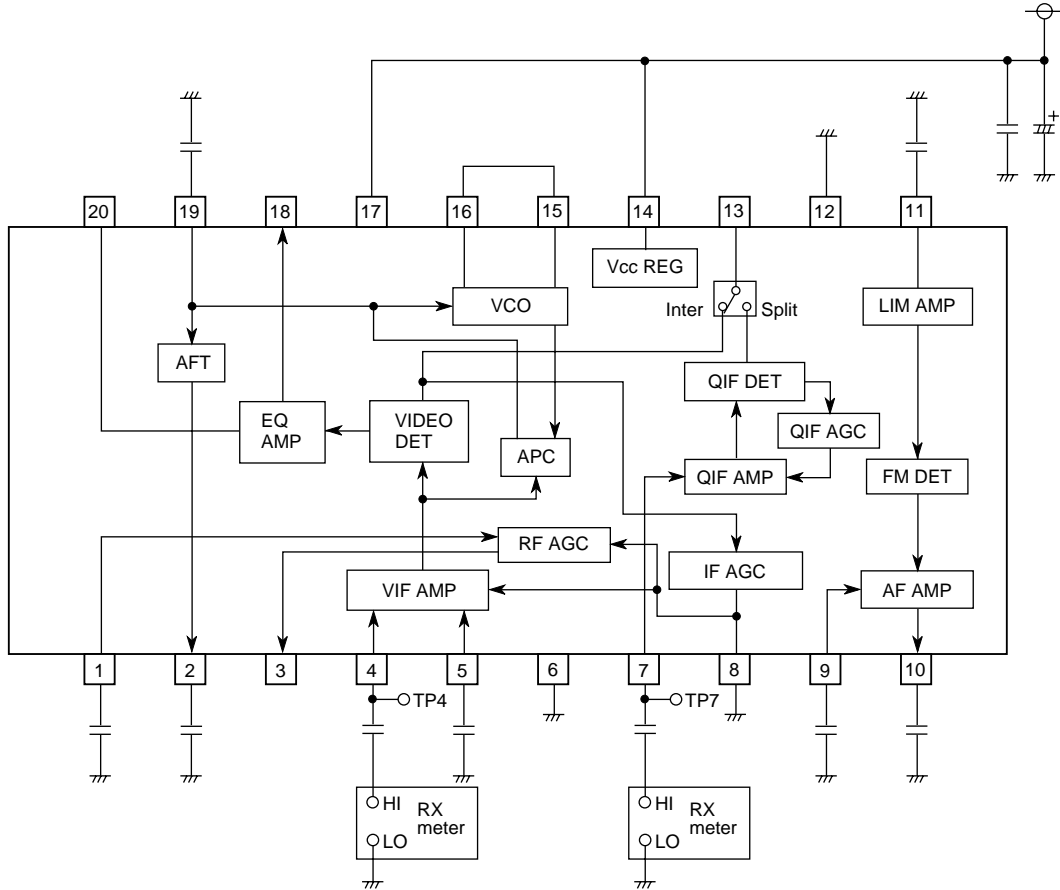 +
20 19 18 17 16 15 14 13 12 11
Vcc REG
VCO
Inter
Split
LIM AMP
AFT
QIF DET
EQ
AMP
VIDEO
DET
QIF AGC
APC
QIF AMP
FM DET
RF AGC
IF AGC
VIF AMP
AF AMP
1 2 3 4 5 6 7 8 9 10
TP4
TP7
HI
RX
meter
LO
HI
RX
meter
LO